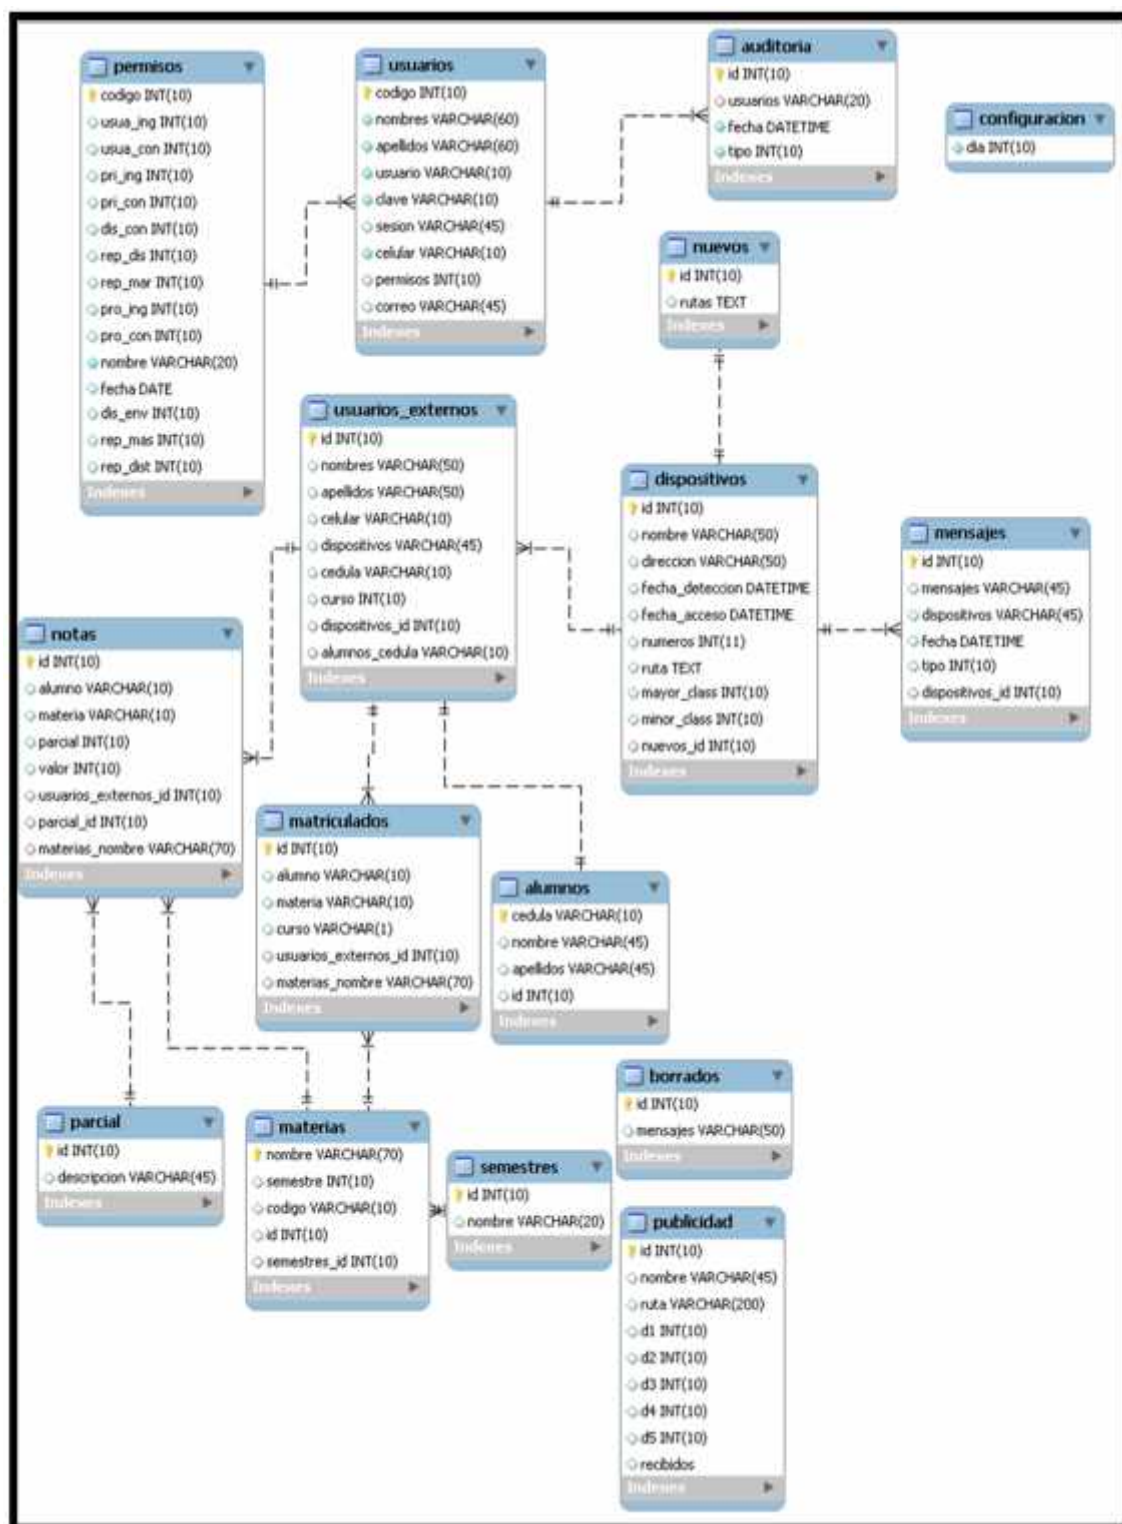 permisos
codigo INT(10)
usua_ing INT(10)
usua_con INT(10)
pri_ing INT(10)
pri_con INT(10)
dis_con INT(10)
rep_dis INT(10)
rep_mar INT(10)
pro_ing INT(10)
pro_con INT(10)
nombre VARCHAR(20)
fecha DATE
dis_env INT(10)
rep_mas INT(10)
rep_dist INT(10)
Indexes
usuarios
codigo INT(10)
nombres VARCHAR(60)
apellidos VARCHAR(60)
usuario VARCHAR(10)
clave VARCHAR(10)
sesion VARCHAR(45)
celular VARCHAR(10)
permisos INT(10)
correo VARCHAR(45)
Indexes
auditoria
id INT(10)
usuarios VARCHAR(20)
fecha DATETIME
tipo INT(10)
Indexes
configuracion
dia INT(10)
nuevos
id INT(10)
rutas TEXT
Indexes
usuarios_externos
id INT(10)
nombres VARCHAR(50)
apellidos VARCHAR(50)
celular VARCHAR(10)
dispositivos VARCHAR(45)
cedula VARCHAR(10)
curso INT(10)
dispositivos_id INT(10)
alumnos_cedula VARCHAR(10)
Indexes
dispositivos
id INT(10)
nombre VARCHAR(50)
direccion VARCHAR(50)
fecha_deteccion DATETIME
fecha_acceso DATETIME
numeros INT(11)
ruta TEXT
mayor_class INT(10)
minor_class INT(10)
nuevos_id INT(10)
Indexes
mensajes
id INT(10)
mensajes VARCHAR(45)
dispositivos VARCHAR(45)
fecha DATETIME
tipo INT(10)
dispositivos_id INT(10)
Indexes
notas
id INT(10)
alumno VARCHAR(10)
materia VARCHAR(10)
parcial INT(10)
valor INT(10)
usuarios_externos_id INT(10)
parcial_id INT(10)
materias_nombre VARCHAR(70)
Indexes
matriculados
id INT(10)
alumno VARCHAR(10)
materia VARCHAR(10)
curso VARCHAR(1)
usuarios_externos_id INT(10)
materias_nombre VARCHAR(70)
Indexes
alumnos
cedula VARCHAR(10)
nombre VARCHAR(45)
apellidos VARCHAR(45)
id INT(10)
Indexes
parcial
id INT(10)
descripcion VARCHAR(45)
Indexes
materias
nombre VARCHAR(70)
semestre INT(10)
codigo VARCHAR(10)
id INT(10)
semestres_id INT(10)
Indexes
semestres
id INT(10)
nombre VARCHAR(20)
Indexes
borrados
id INT(10)
mensajes VARCHAR(50)
Indexes
publicidad
id INT(10)
nombre VARCHAR(45)
ruta VARCHAR(200)
d1 INT(10)
d2 INT(10)
d3 INT(10)
d4 INT(10)
d5 INT(10)
recibidos
Indexes